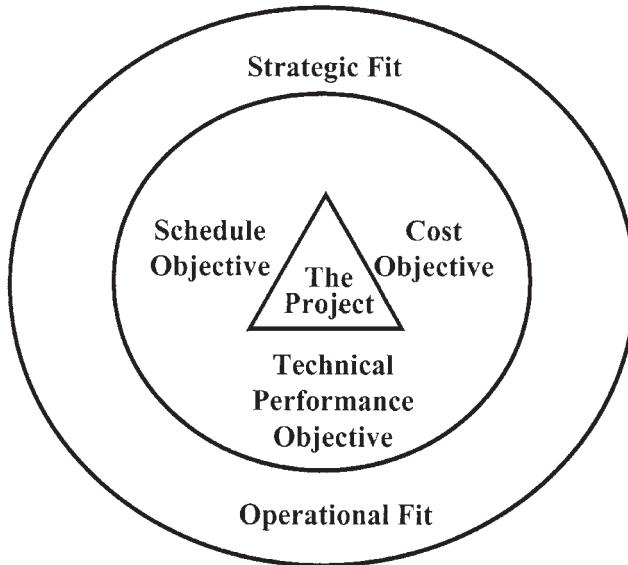 Strategic Fit
Schedule
Objective
Cost
Objective
The
Project
Technical
Performance
Objective
Operational Fit